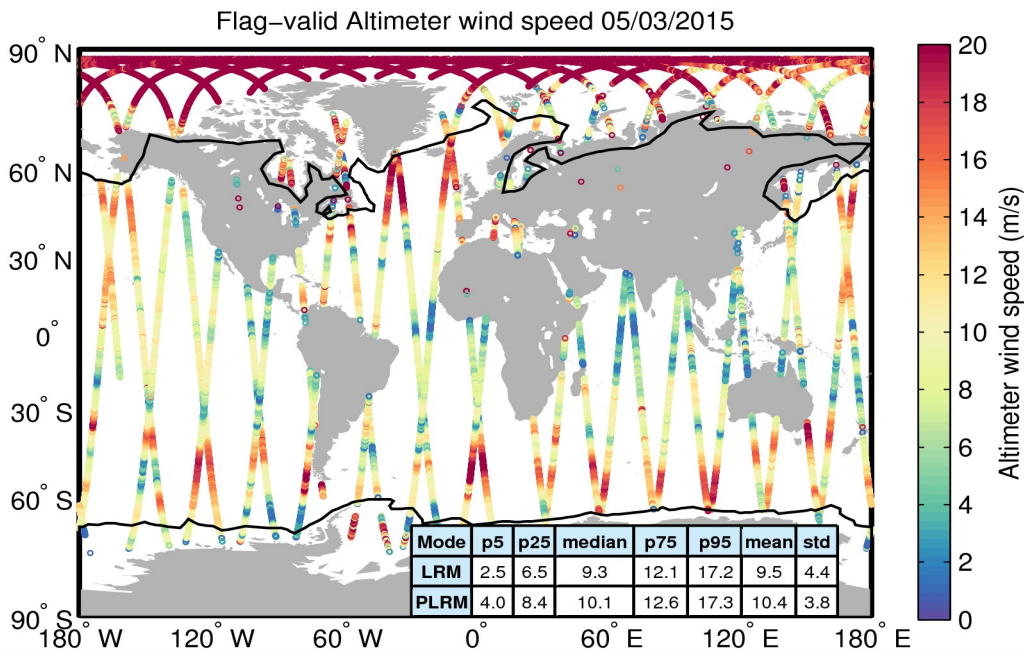 Flag−valid Altimeter wind speed 05/03/2015
90° N
60° N
30° N
0°
30° S
60° S
90° S
180° W
120° W
60° W
0°
60° E
120° E
180° E
Mode p5 p25 median p75 p95 mean std
LRM 2.5 6.5 9.3 12.1 17.2 9.5 4.4
PLRM 4.0 8.4 10.1 12.6 17.3 10.4 3.8
20
18
16
14
12
10
8
6
4
2
0
Altimeter wind speed (m/s)